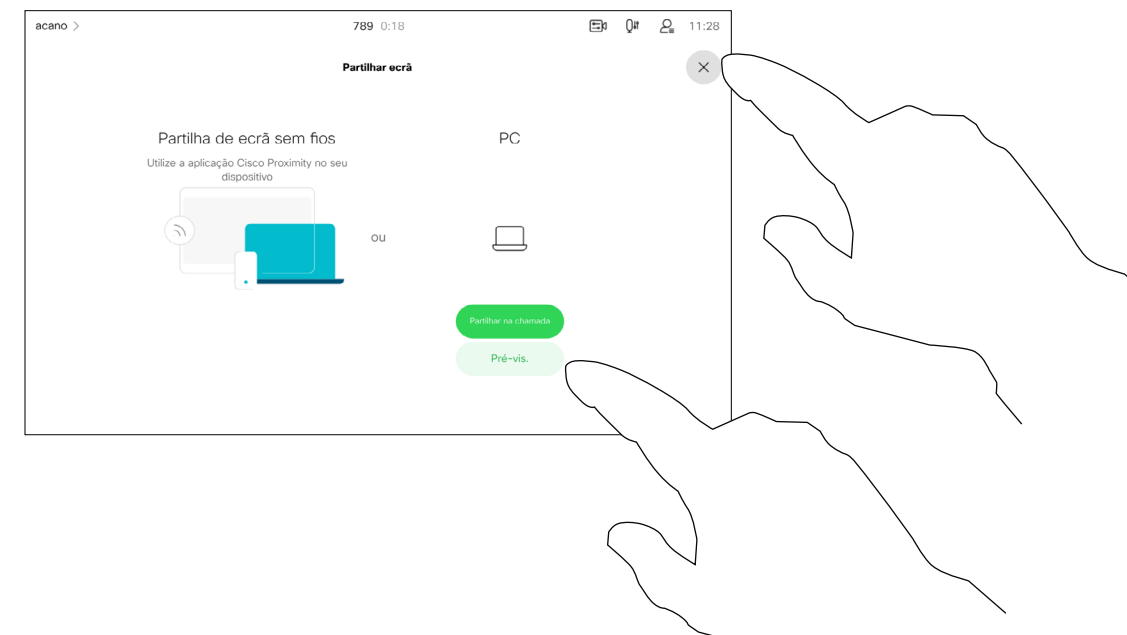 acano >
789 0:18
11:28
Partilhar ecrã
Partilha de ecrã sem fios
Utilize a aplicação Cisco Proximity no seu
dispositivo
ou
PC
Partilhar na chamada
Pré-vis.